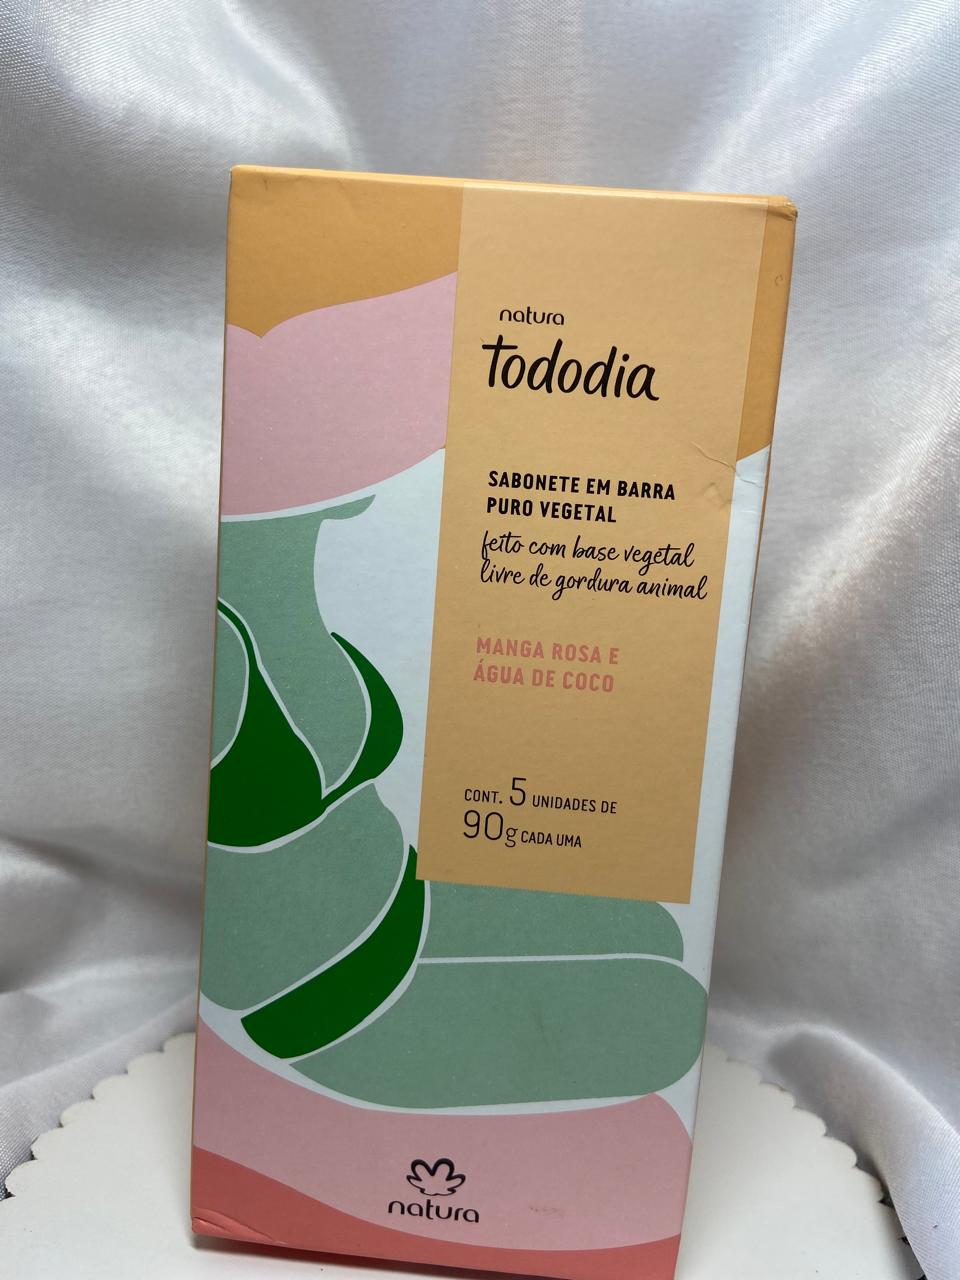 natura
tododia
SABONETE EM BARRA
PURO VEGETAL
feito com base vegetal
livre de gordura animal
MANGA ROSA E
ÁGUA DE COCO
CONT. 5 UNIDADES DE
90g CADA UMA
natura